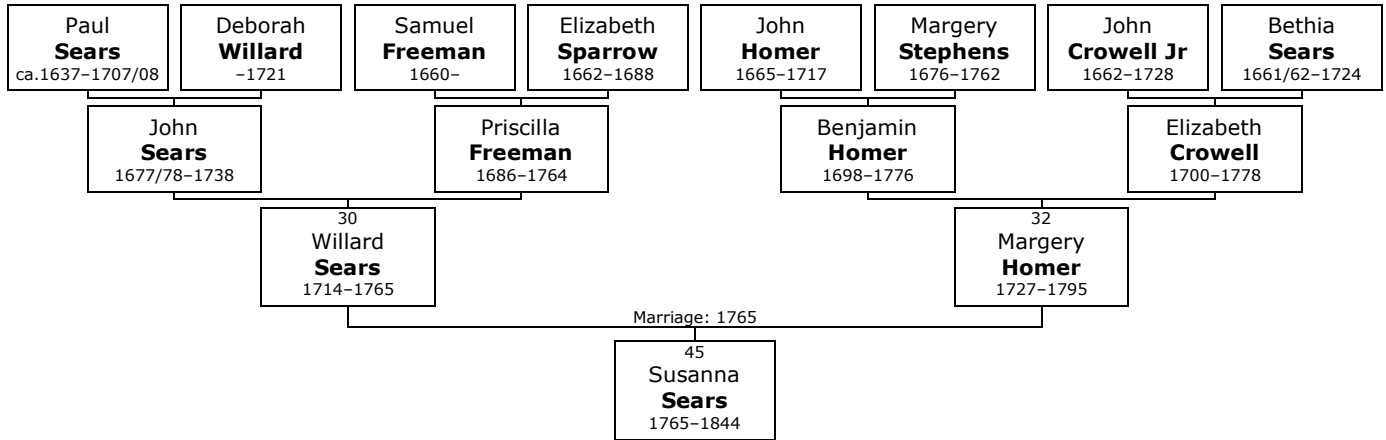 Paul
Sears
ca.1637–1707/08
Deborah
Willard
–1721
Samuel
Freeman
1660–
Elizabeth
Sparrow
1662–1688
John
Homer
1665–1717
Margery
Stephens
1676–1762
John
Crowell Jr
1662–1728
Bethia
Sears
1661/62–1724
John
Sears
1677/78–1738
Priscilla
Freeman
1686–1764
Benjamin
Homer
1698–1776
Elizabeth
Crowell
1700–1778
30
Willard
Sears
1714–1765
32
Margery
Homer
1727–1795
Marriage: 1765
45
Susanna
Sears
1765–1844